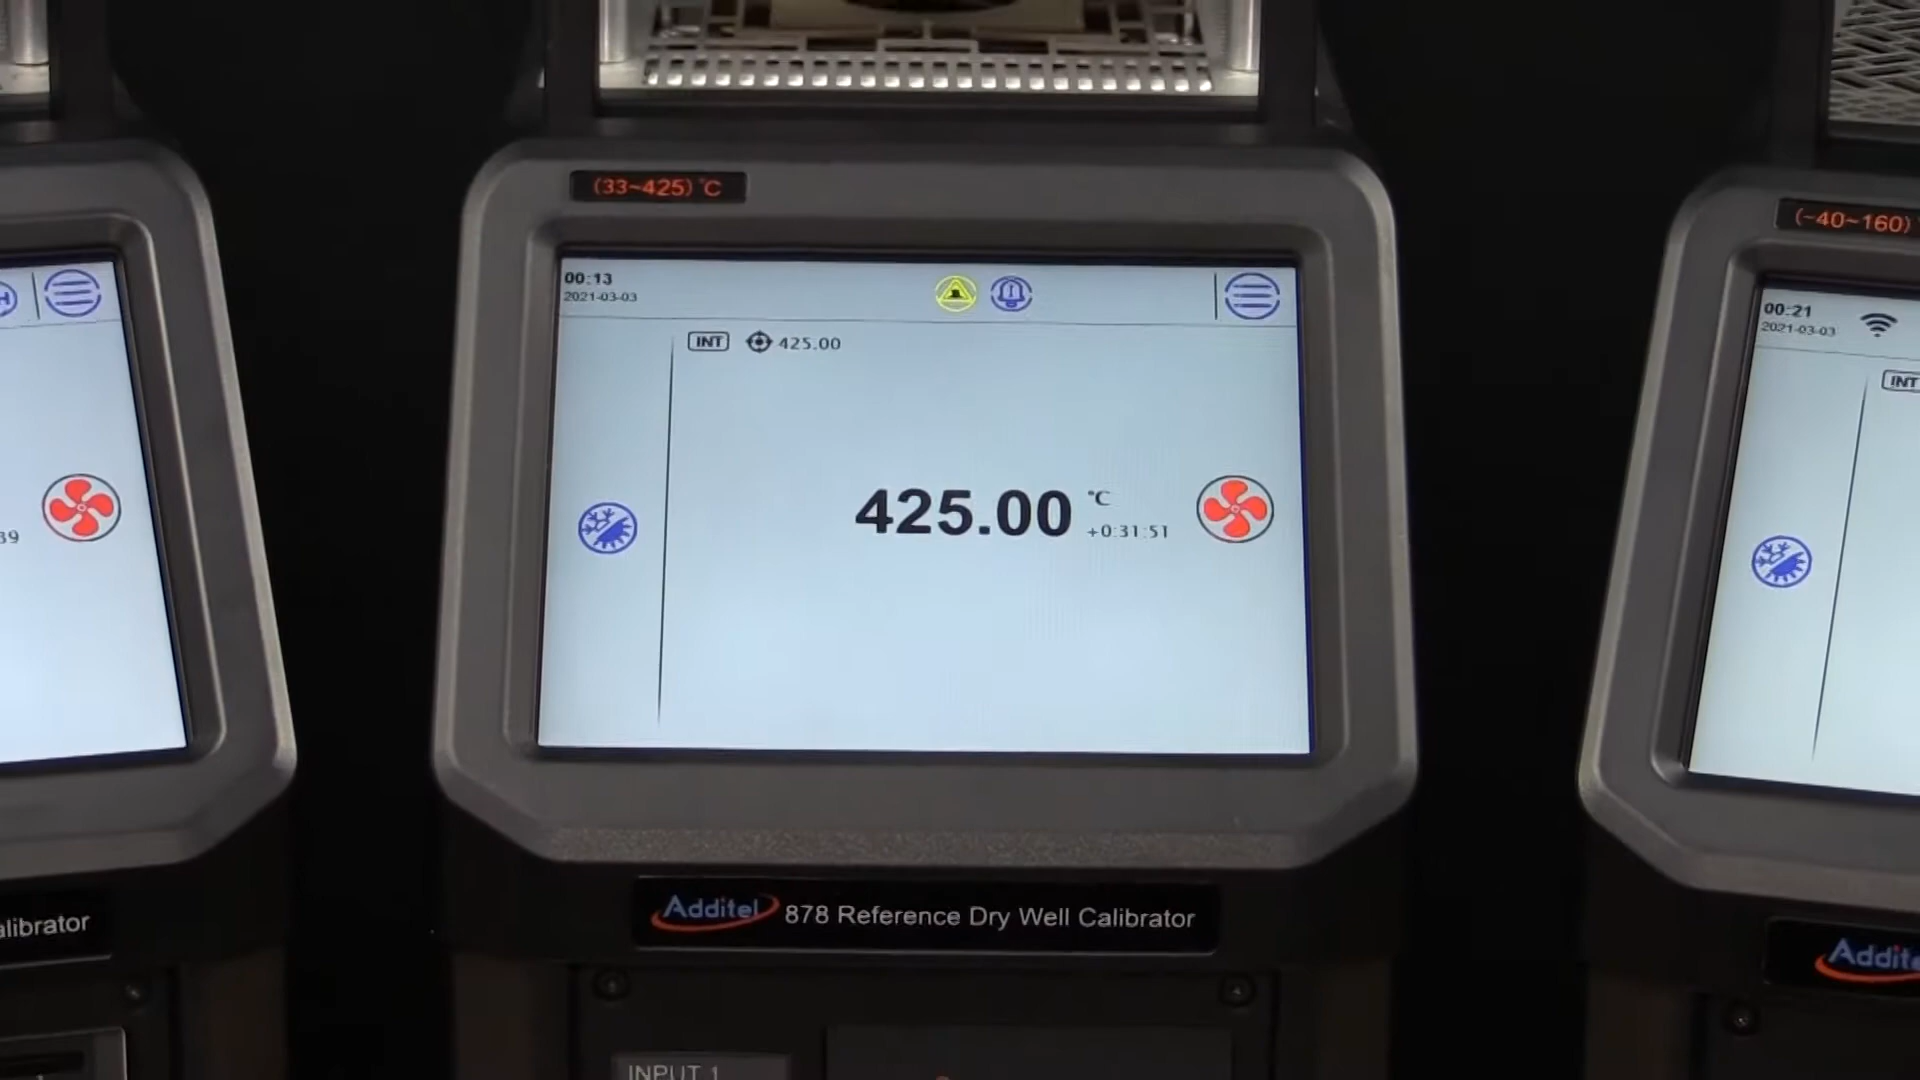 (33~425) °C
00:13
2021-03-03
INT 425.00
425.00 °C
+0:31:51
Additel 878 Reference Dry Well Calibrator
INPUT 1
H
39
alibrator
(-40~160)
00:21
2021-03-03
INT
Addite